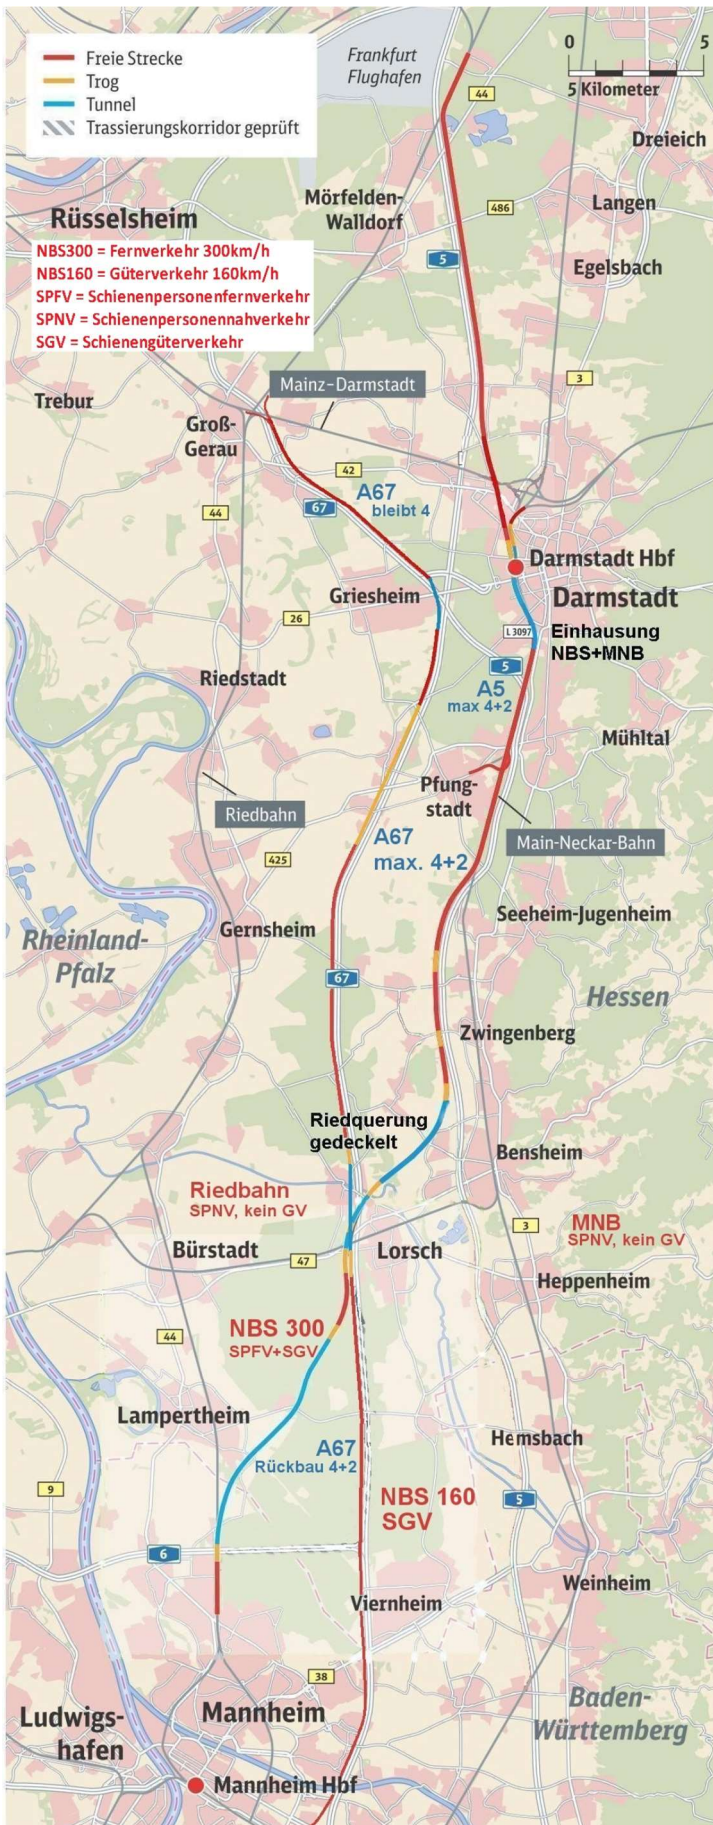 Freie Strecke
Trog
Tunnel
Trassierungskorridor geprüft
Frankfurt
Flughafen
0
5
5 Kilometer
44
Dreieich
Mörfelden-
Walldorf
486
Langen
Rüsselsheim
NBS300 = Fernverkehr 300km/h
NBS160 = Güterverkehr 160km/h
SPFV = Schienenpersonenfernverkehr
SPNV = Schienenpersonennahverkehr
SGV = Schienengüterverkehr
5
Egelsbach
3
Mainz–Darmstadt
Trebur
Groß-
Gerau
42
A67
bleibt 4
67
44
Darmstadt Hbf
Griesheim
Darmstadt
26
L 3097
Einhausung
NBS+MNB
5
Riedstadt
A5
max 4+2
Mühltal
Pfung-
stadt
Riedbahn
A67
max. 4+2
Main-Neckar-Bahn
425
Seeheim-Jugenheim
Gernsheim
Rheinland-
Pfalz
67
Hessen
Zwingenberg
Riedquerung
gedeckelt
Bensheim
Riedbahn
SPNV, kein GV
3
MNB
SPNV, kein GV
Bürstadt
47
Lorsch
Heppenheim
NBS 300
SPFV+SGV
44
Lampertheim
A67
Rückbau 4+2
Hemsbach
9
NBS 160
SGV
5
6
Weinheim
Viernheim
38
Baden-
Württemberg
Ludwigs-
hafen
Mannheim
Mannheim Hbf